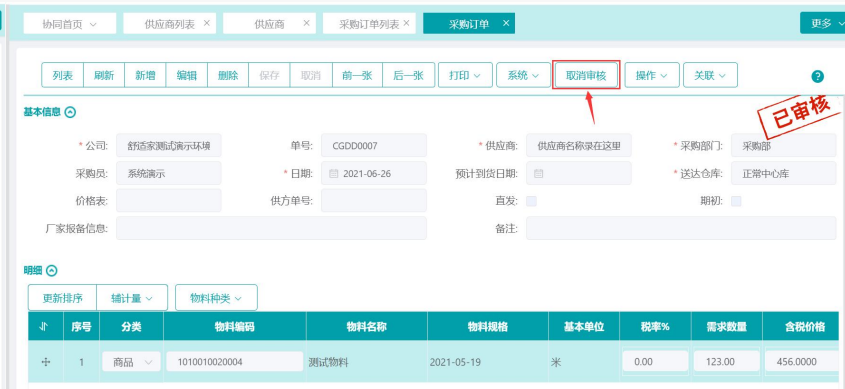 协同首页 供应商列表 × 供应商 × 采购订单列表 × 采购订单 × 更多
列表 刷新 新增 编辑 删除 保存 取消 前一张 后一张 打印 系统 取消审核 操作 关联 ?
基本信息 已审核
* 公司: 舒适家测试演示环境 单号: CGDD0007 * 供应商: 供应商名称录在这里 * 采购部门: 采购部
采购员: 系统演示 * 日期: 2021-06-26 预计到货日期: * 送达仓库: 正常中心库
价格表: 供方单号: 直发: 期初:
厂家报备信息: 备注:
明细
更新排序 辅计量 物料种类
序号 分类 物料编码 物料名称 物料规格 基本单位 税率% 需求数量 含税价格
1 商品 1010010020004 测试物料 2021-05-19 米 0.00 123.00 456.0000